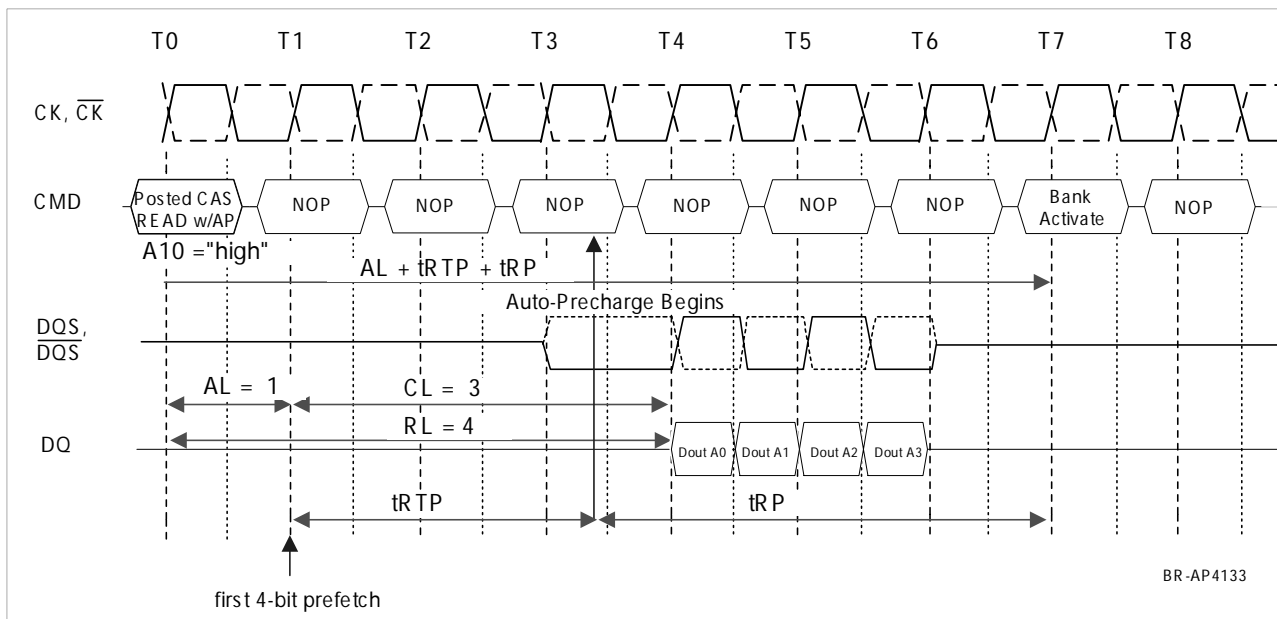 T0 T1 T2 T3 T4 T5 T6 T7 T8
CK, CK
CMD
Posted CAS
READ w/AP
NOP NOP NOP NOP NOP NOP
Bank
Activate
NOP
A10 ="high"
AL + tRTP + tRP
Auto-Precharge Begins
DQS,
DQS
AL = 1
CL = 3
RL = 4
DQ
Dout A0 Dout A1 Dout A2 Dout A3
tRTP
tRP
first 4-bit prefetch
BR-AP4133